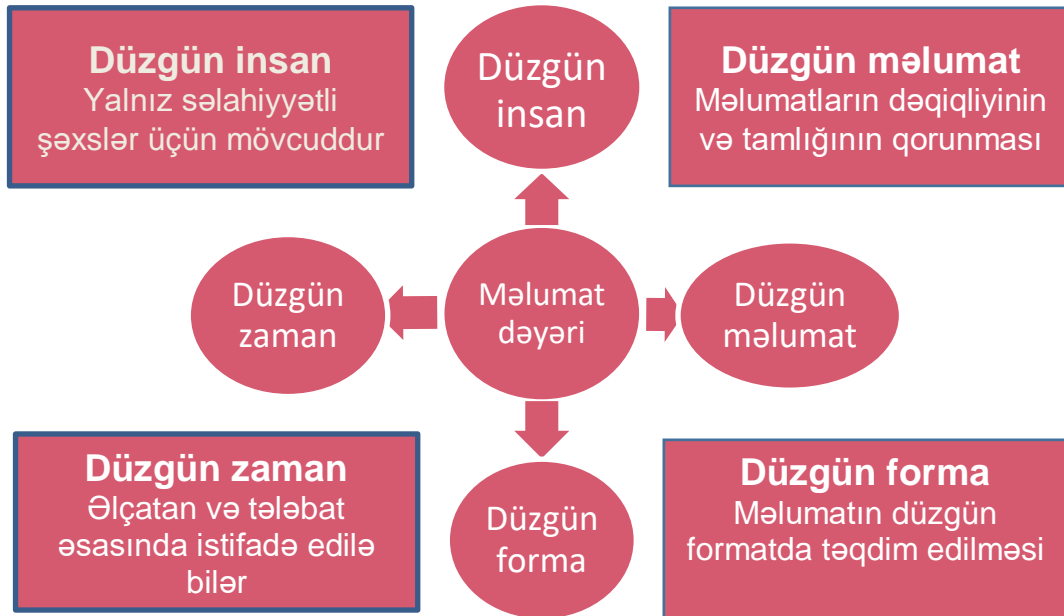 Düzgün insan
Yalnız səlahiyyətli
şəxslər üçün mövcuddur
Düzgün
insan
Düzgün məlumat
Məlumatların dəqiqliyinin
və tamlığının qorunması
Düzgün
zaman
Məlumat
dəyəri
Düzgün
məlumat
Düzgün zaman
Əlçatan və tələbat
əsasında istifadə edilə
bilər
Düzgün
forma
Düzgün forma
Məlumatın düzgün
formatda təqdim edilməsi